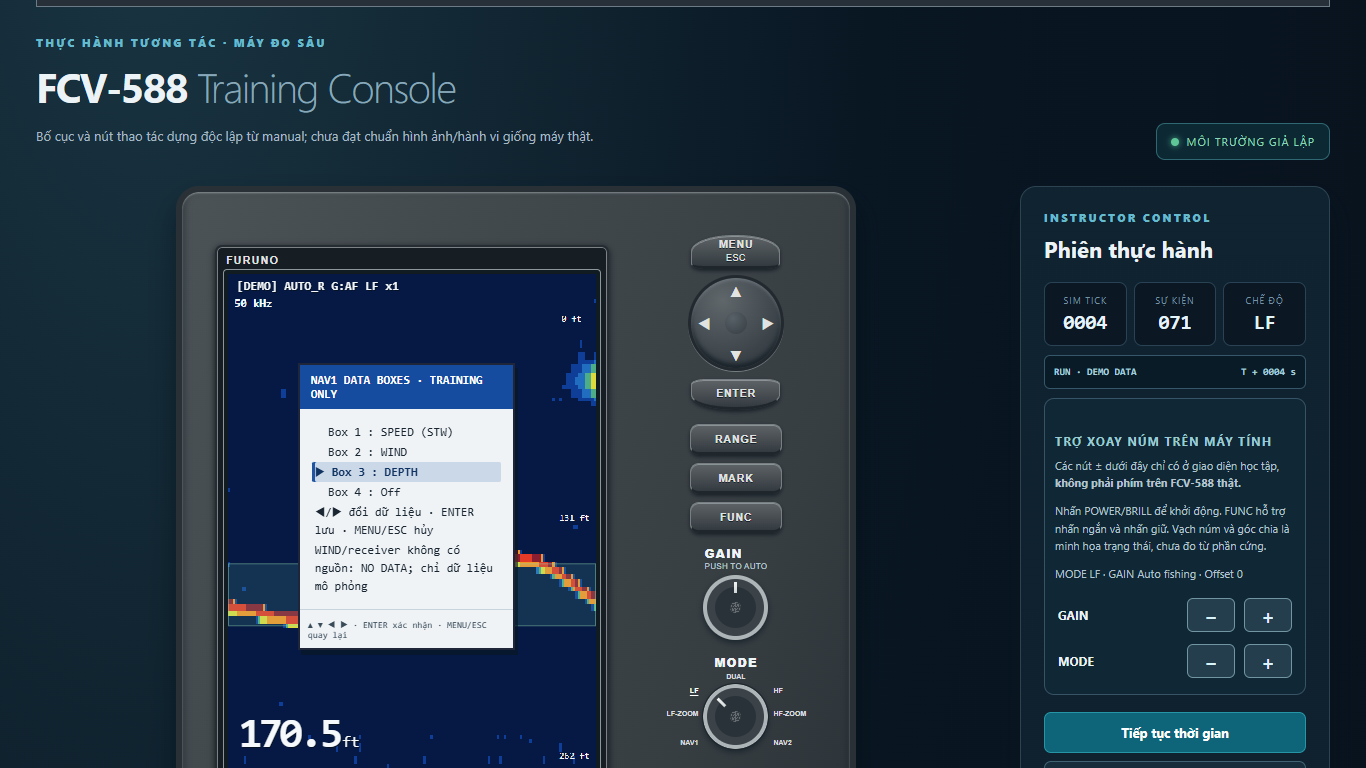 THỰC HÀNH TƯƠNG TÁC · MÁY ĐO SÂU
FCV-588 Training Console
Bố cục và nút thao tác dựng độc lập từ manual; chưa đạt chuẩn hình ảnh/hành vi giống máy thật.
MÔI TRƯỜNG GIẢ LẬP
FURUNO
[DEMO] AUTO_R G:AF LF x1
50 kHz
0 ft
NAV1 DATA BOXES · TRAINING
ONLY
Box 1 : SPEED (STW)
Box 2 : WIND
▶ Box 3 : DEPTH
Box 4 : Off
◀/▶ đổi dữ liệu · ENTER
lưu · MENU/ESC hủy
WIND/receiver không có
nguồn: NO DATA; chỉ dữ liệu
mô phỏng
▲ ▼ ◀ ▶ · ENTER xác nhận · MENU/ESC
quay lại
131 ft
170.5ft
262 ft
MENU
ESC
▲
◀ ▶
▼
ENTER
RANGE
MARK
FUNC
GAIN
PUSH TO AUTO
MODE
DUAL
LF HF
LF-ZOOM HF-ZOOM
NAV1 NAV2
INSTRUCTOR CONTROL
Phiên thực hành
SIM TICK
0004
SỰ KIỆN
071
CHẾ ĐỘ
LF
RUN · DEMO DATA T + 0004 s
TRỢ XOAY NÚM TRÊN MÁY TÍNH
Các nút ± dưới đây chỉ có ở giao diện học tập,
không phải phím trên FCV-588 thật.
Nhấn POWER/BRILL để khởi động. FUNC hỗ trợ
nhấn ngắn và nhấn giữ. Vạch núm và góc chia là
minh họa trạng thái, chưa đo từ phần cứng.
MODE LF · GAIN Auto fishing · Offset 0
GAIN − +
MODE − +
Tiếp tục thời gian